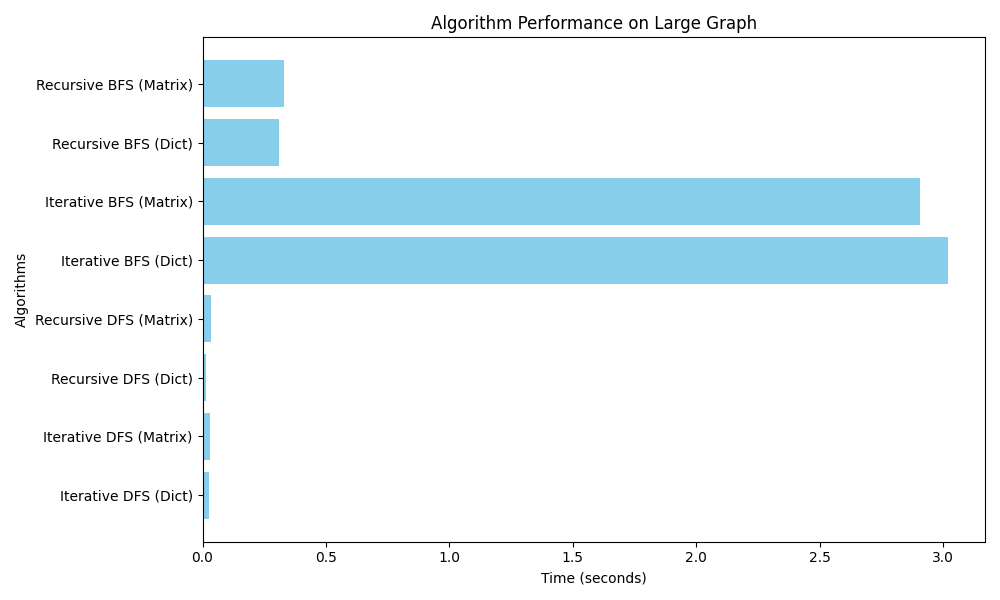 Algorithm Performance on Large Graph
Recursive BFS (Matrix)
Recursive BFS (Dict)
Iterative BFS (Matrix)
Iterative BFS (Dict)
Recursive DFS (Matrix)
Recursive DFS (Dict)
Iterative DFS (Matrix)
Iterative DFS (Dict)
Algorithms
0.0 0.5 1.0 1.5 2.0 2.5 3.0
Time (seconds)